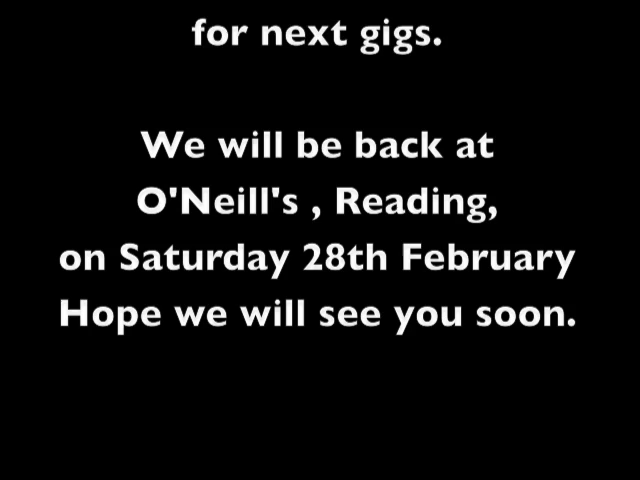 for next gigs.
We will be back at
O'Neill's , Reading,
on Saturday 28th February
Hope we will see you soon.